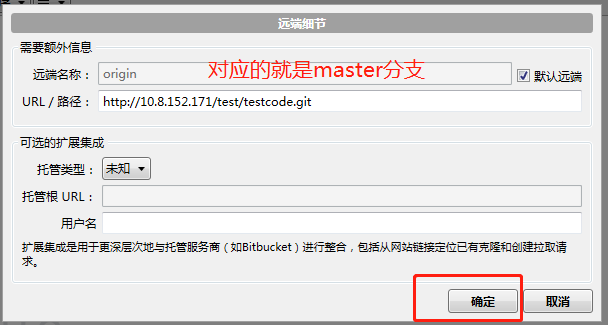 远端细节
需要额外信息
远端名称： origin 对应的就是master分支 默认远端
URL / 路径： http://10.8.152.171/test/testcode.git
可选的扩展集成
托管类型： 未知
托管根 URL：
用户名
扩展集成是用于更深层次地与托管服务商（如Bitbucket）进行整合，包括从网站链接定位已有克隆和创建拉取请
求。
确定 取消